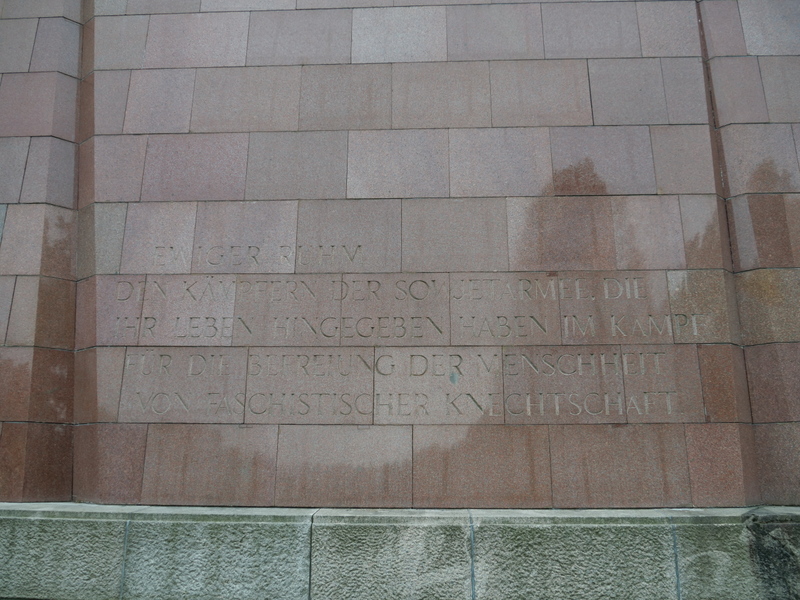 EWIGER RUHM
DEN KÄMPFERN DER SOWJETARMEE, DIE
IHR LEBEN HINGEGEBEN HABEN IM KAMPF
FÜR DIE BEFREIUNG DER MENSCHHEIT
VON FASCHISTISCHER KNECHTSCHAFT